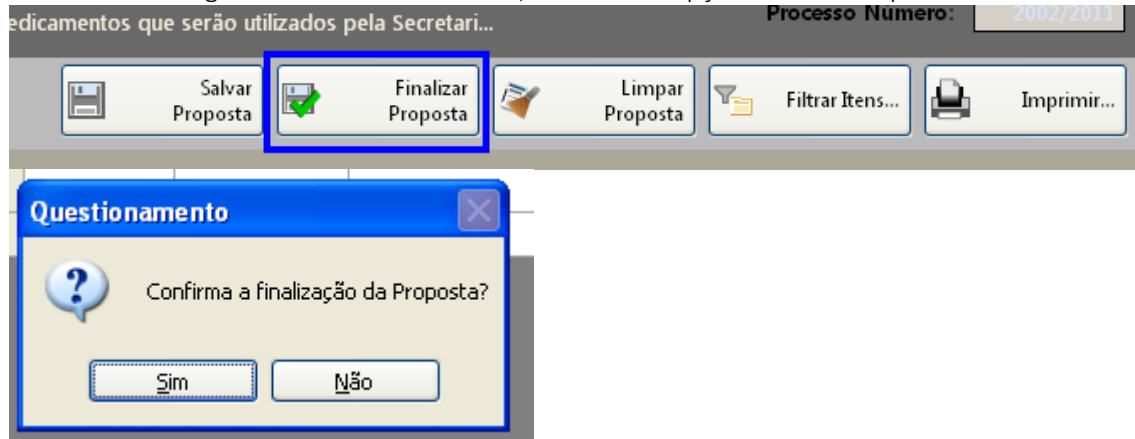 edicamentos que serão utilizados pela Secretari...
Processo Número: 2002/2011
Salvar
Proposta
Finalizar
Proposta
Limpar
Proposta
Filtrar Itens...
Imprimir...
Questionamento
Confirma a finalização da Proposta?
Sim
Não